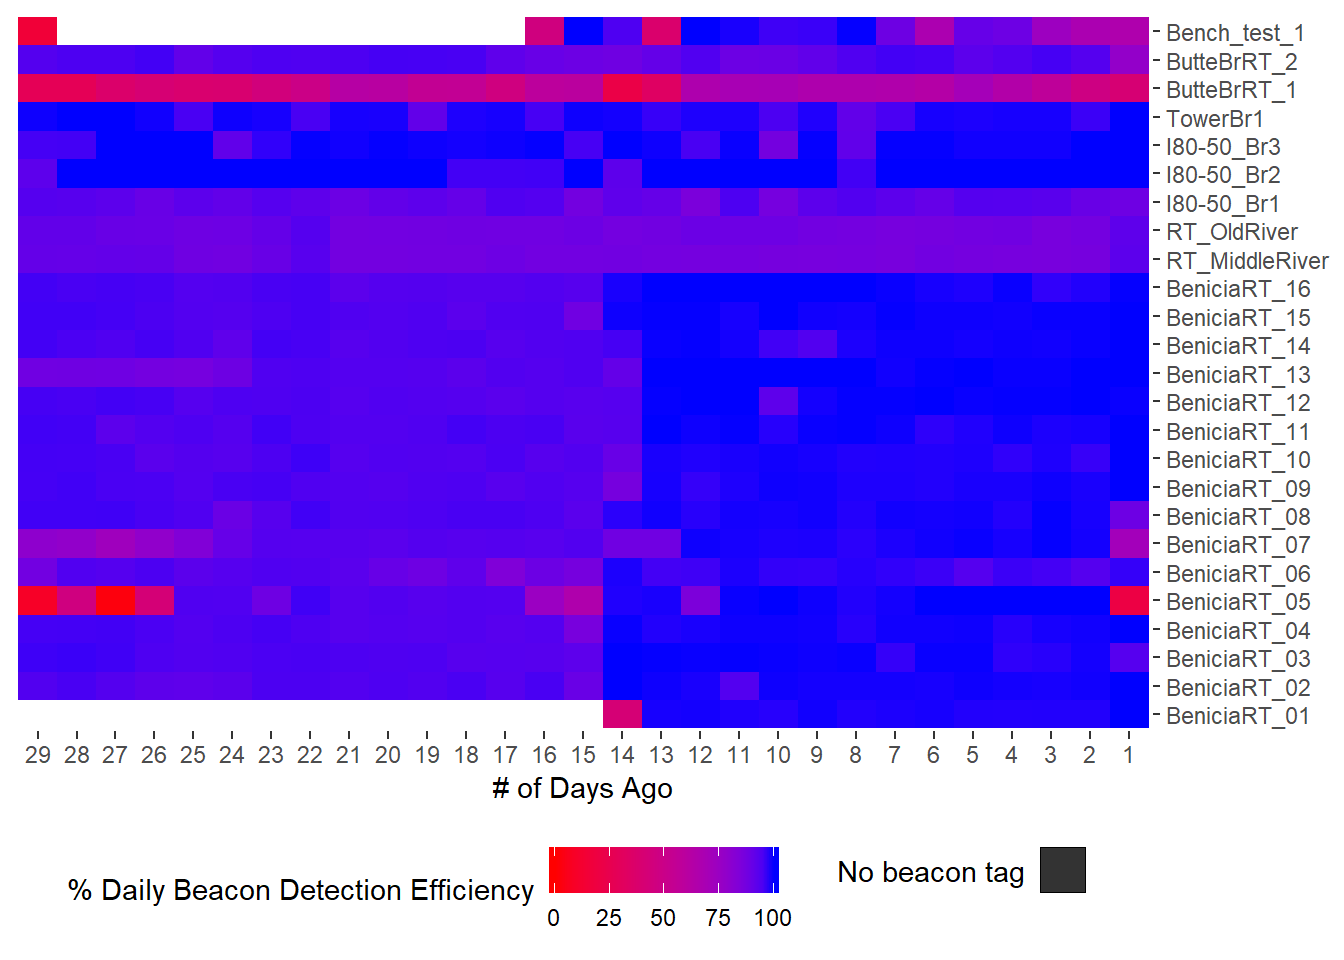 Bench_test_1
ButteBrRT_2
ButteBrRT_1
TowerBr1
I80-50_Br3
I80-50_Br2
I80-50_Br1
RT_OldRiver
RT_MiddleRiver
BeniciaRT_16
BeniciaRT_15
BeniciaRT_14
BeniciaRT_13
BeniciaRT_12
BeniciaRT_11
BeniciaRT_10
BeniciaRT_09
BeniciaRT_08
BeniciaRT_07
BeniciaRT_06
BeniciaRT_05
BeniciaRT_04
BeniciaRT_03
BeniciaRT_02
BeniciaRT_01
29 28 27 26 25 24 23 22 21 20 19 18 17 16 15 14 13 12 11 10 9 8 7 6 5 4 3 2 1
# of Days Ago
% Daily Beacon Detection Efficiency
0 25 50 75 100
No beacon tag